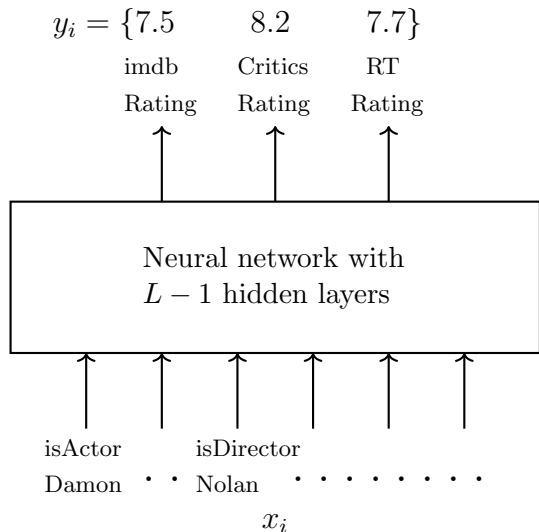 y_i = {7.5 8.2 7.7}
imdb Critics RT
Rating Rating Rating
Neural network with
L − 1 hidden layers
isActor isDirector
Damon . . Nolan . . . . . . . .
x_i